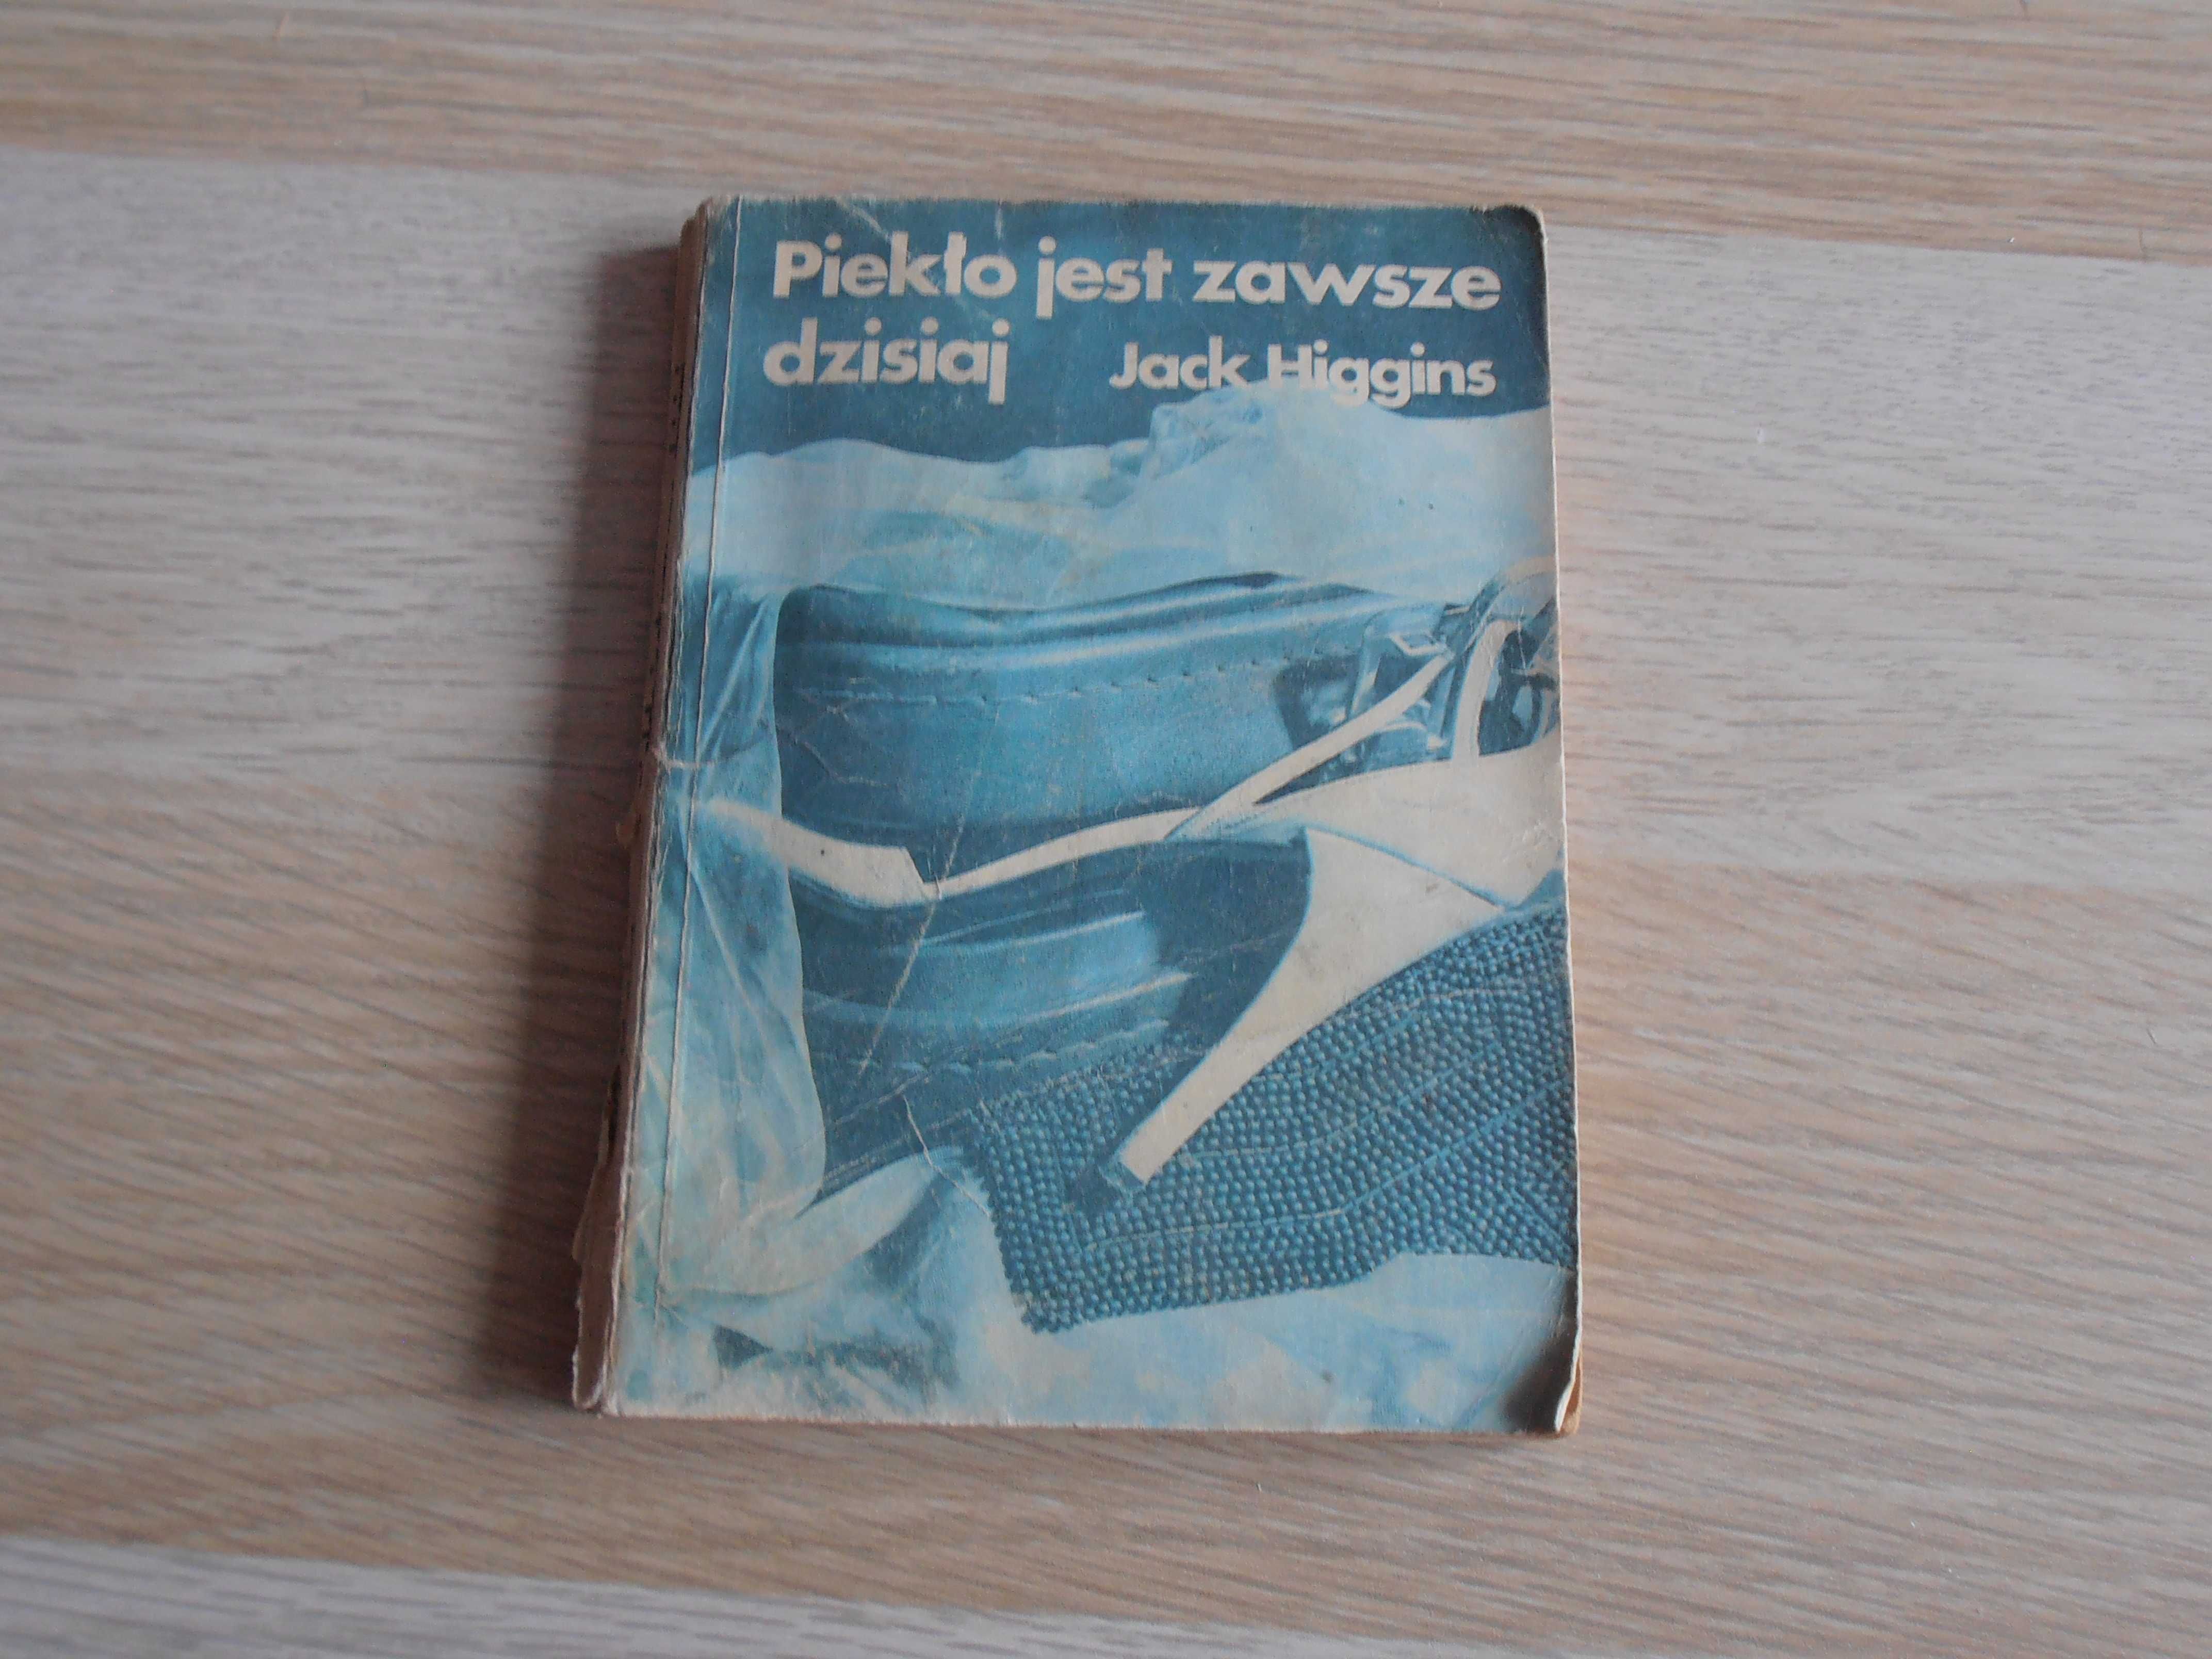 Piekło jest zawsze
dzisiaj Jack Higgins